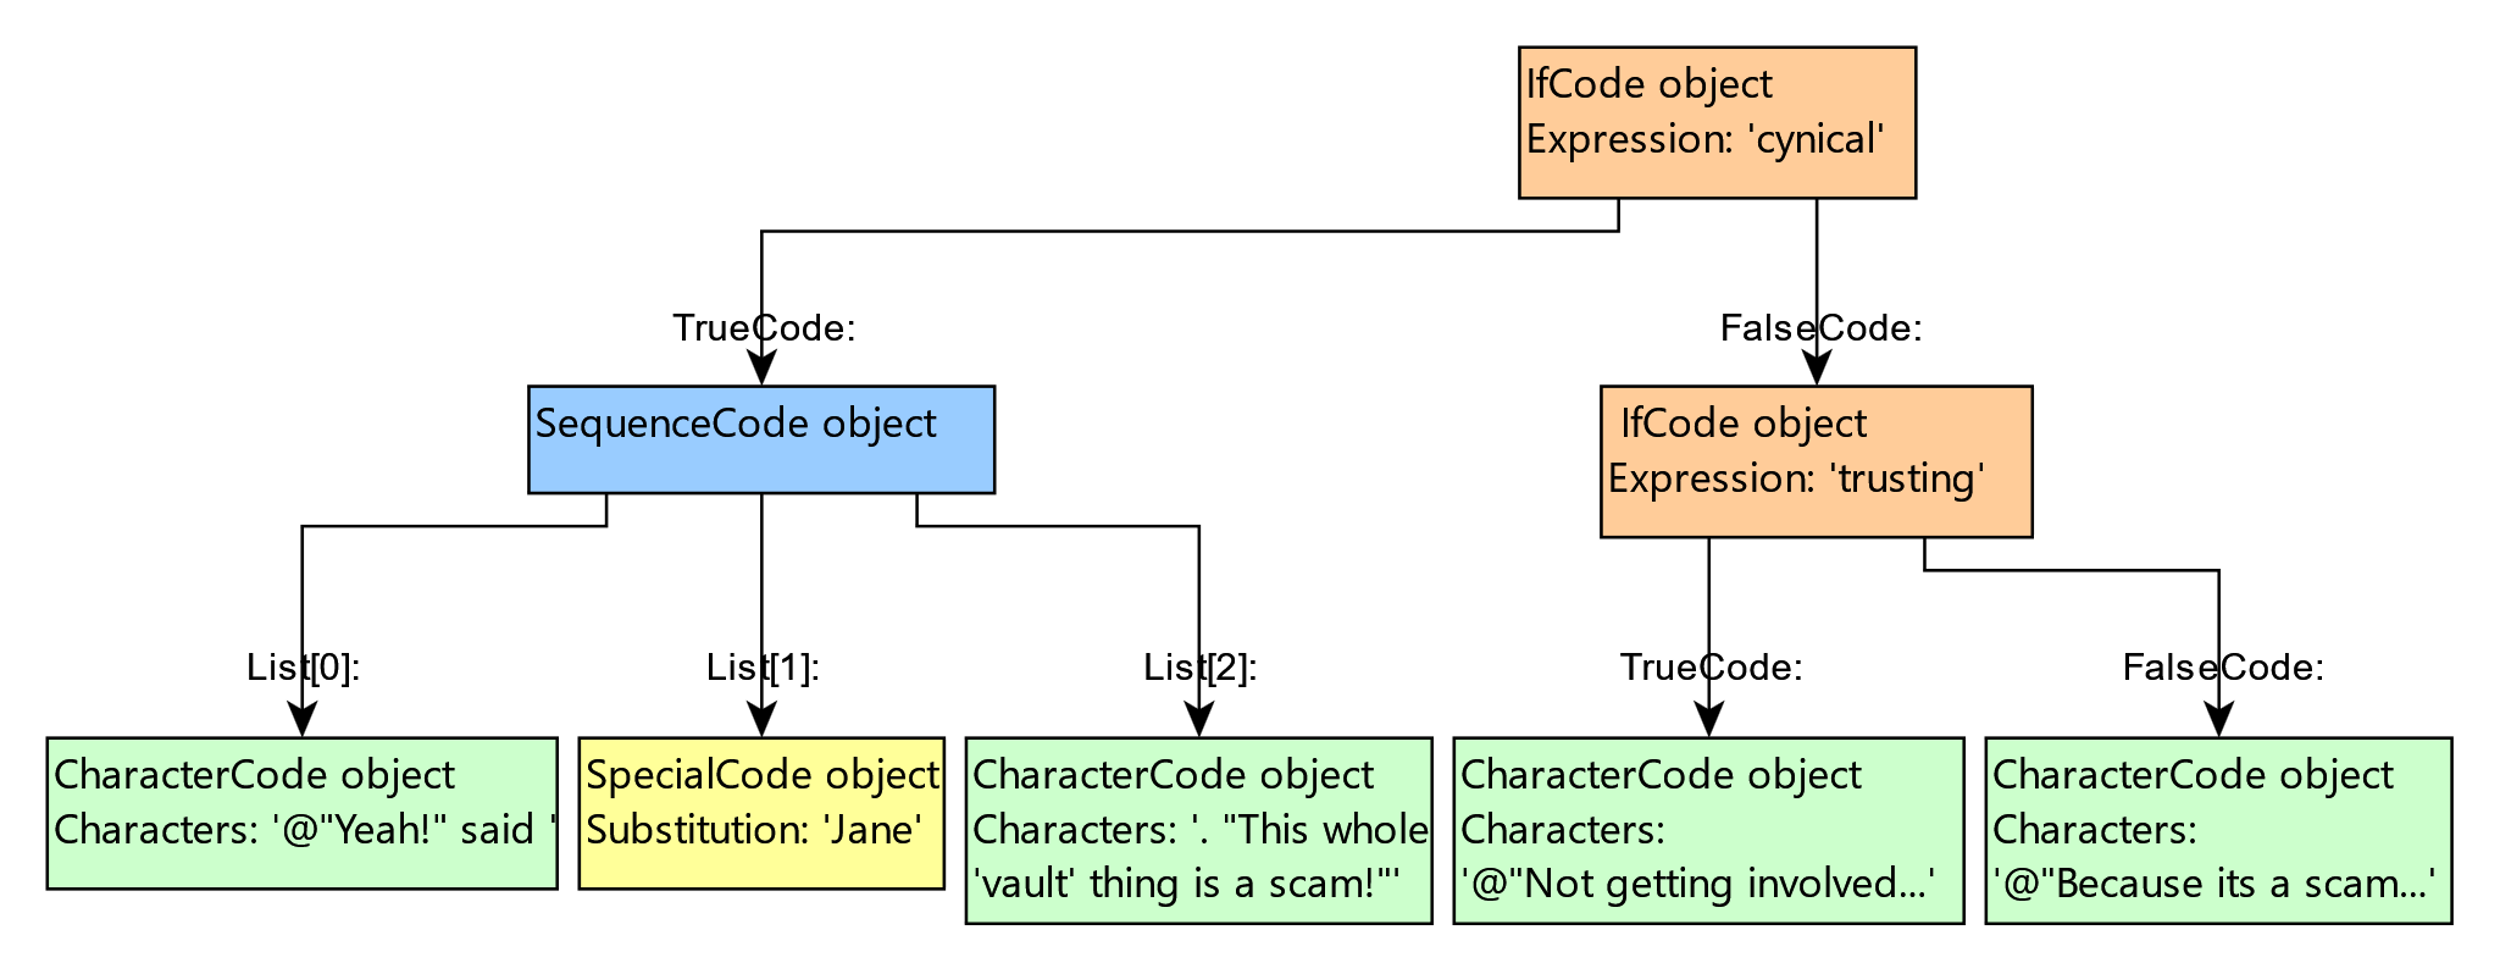 IfCode object
Expression: 'cynical'
TrueCode:
FalseCode:
SequenceCode object
IfCode object
Expression: 'trusting'
List[0]:
List[1]:
List[2]:
TrueCode:
FalseCode:
CharacterCode object
Characters: '@"Yeah!" said '
SpecialCode object
Substitution: 'Jane'
CharacterCode object
Characters: '. "This whole
'vault' thing is a scam!"'
CharacterCode object
Characters:
'@"Not getting involved...'
CharacterCode object
Characters:
'@"Because its a scam...'